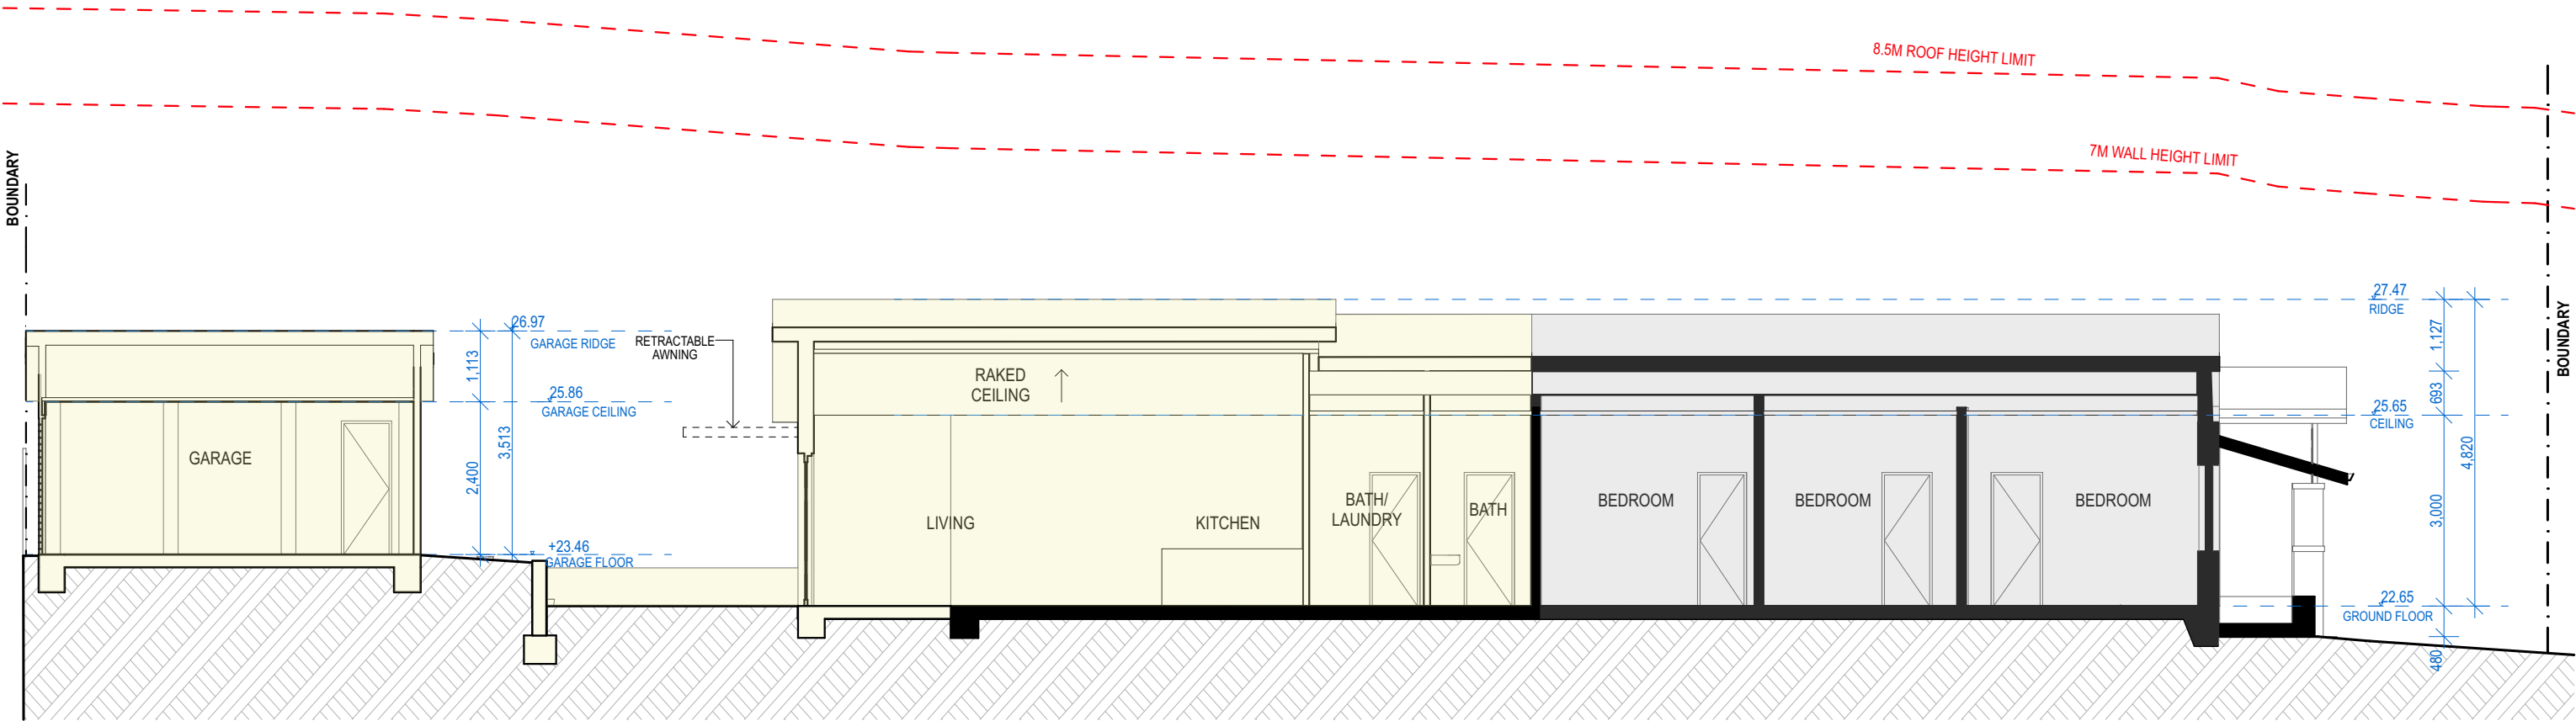 8.5M ROOF HEIGHT LIMIT
7M WALL HEIGHT LIMIT
BOUNDARY
BOUNDARY
27.47
RIDGE
26.97
GARAGE RIDGE
RETRACTABLE
AWNING
1,113
3,513
2,400
25.86
GARAGE CEILING
RAKED
CEILING
1,127
693
4,820
25.65
CEILING
GARAGE
LIVING
KITCHEN
BATH/
LAUNDRY
BATH
BEDROOM
BEDROOM
BEDROOM
3,000
+23.46
GARAGE FLOOR
22.65
GROUND FLOOR
480